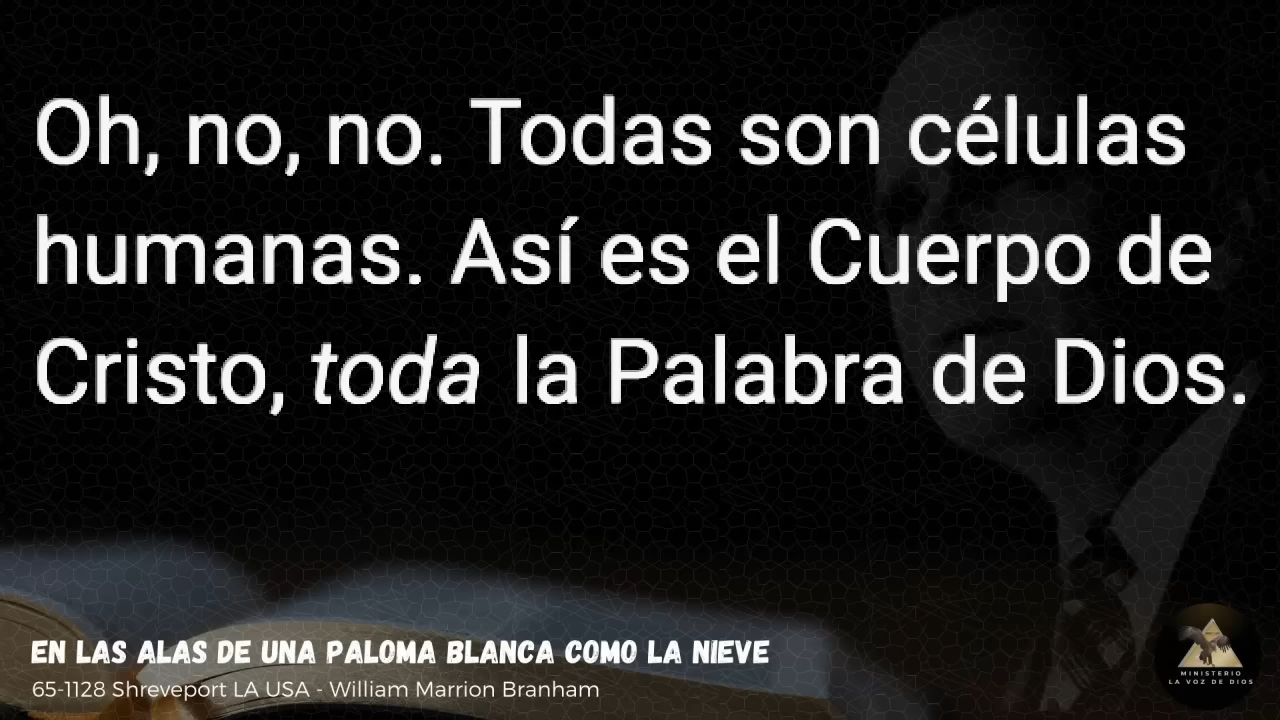 Oh, no, no. Todas son células
humanas. Así es el Cuerpo de
Cristo, toda la Palabra de Dios.
EN LAS ALAS DE UNA PALOMA BLANCA COMO LA NIEVE
65-1128 Shreveport LA USA - William Marrion Branham
MINISTERIO
LA VOZ DE DIOS